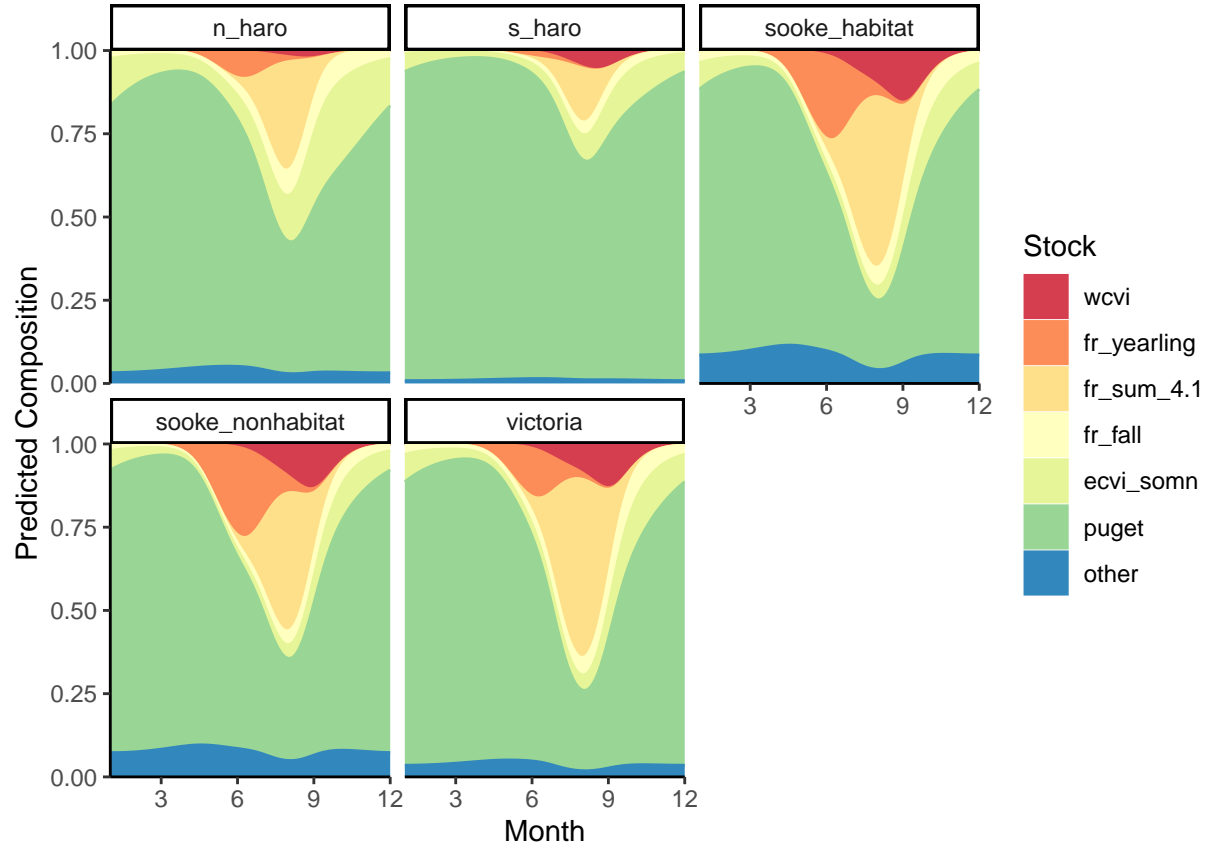 n_haro s_haro sooke_habitat
1.00
0.75
0.50
0.25
0.00
3 6 9 12
sooke_nonhabitat victoria
1.00
0.75
0.50
0.25
0.00
3 6 9 12 3 6 9 12
Month
Predicted Composition
Stock
wcvi
fr_yearling
fr_sum_4.1
fr_fall
ecvi_somn
puget
other